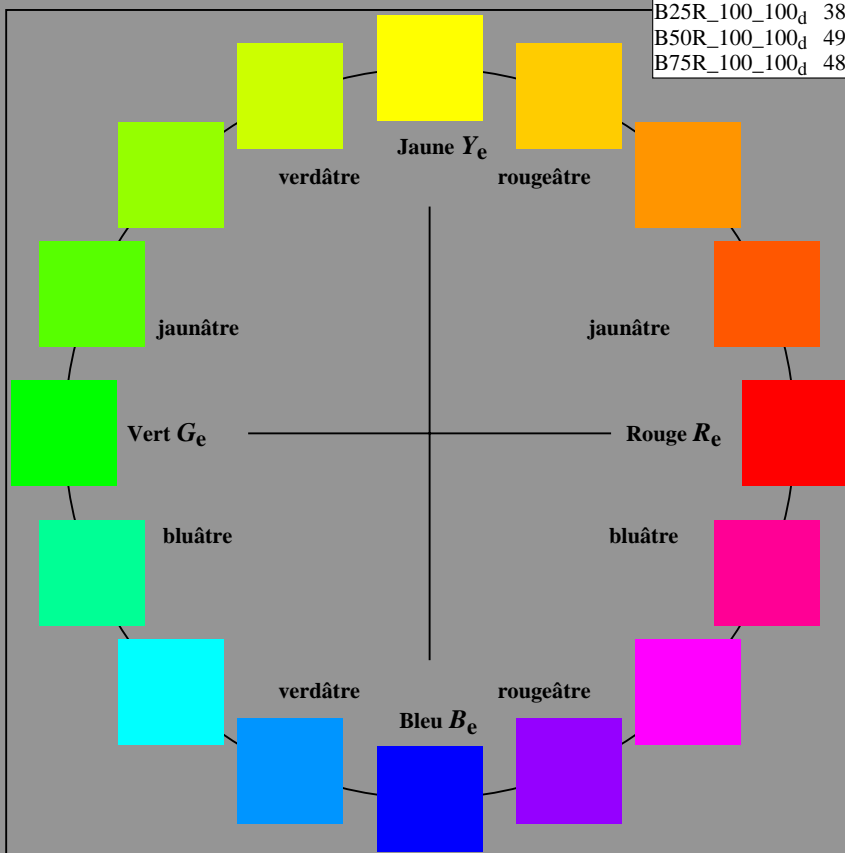 B25R_100_100d 38
B50R_100_100d 49
B75R_100_100d 48
Jaune Ye
verdâtre rougeâtre
jaunâtre jaunâtre
Vert Ge Rouge Re
bluâtre bluâtre
verdâtre rougeâtre
Bleu Be